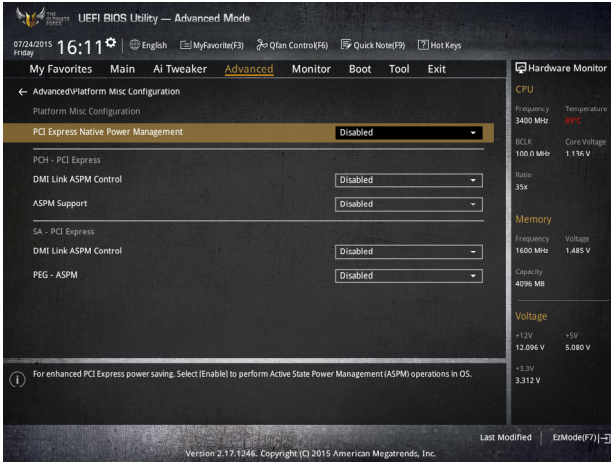 THE ULTIMATE FORCE
UEFI BIOS Utility — Advanced Mode
07/24/2015
Friday
16:11
English
MyFavorite(F3)
Qfan Control(F6)
Quick Note(F9)
Hot Keys
My Favorites Main Ai Tweaker Advanced Monitor Boot Tool Exit
Hardware Monitor
← Advanced\Platform Misc Configuration
Platform Misc Configuration
PCI Express Native Power Management Disabled
PCH - PCI Express
DMI Link ASPM Control Disabled
ASPM Support Disabled
SA - PCI Express
DMI Link ASPM Control Disabled
PEG - ASPM Disabled
CPU
Frequency Temperature
3400 MHz 89°C
BCLK Core Voltage
100.0 MHz 1.136 V
Ratio
35x
Memory
Frequency Voltage
1600 MHz 1.485 V
Capacity
4096 MB
Voltage
+12V +5V
12.096 V 5.080 V
+3.3V
3.312 V
For enhanced PCI Express power saving. Select [Enable] to perform Active State Power Management (ASPM) operations in OS.
Last Modified
EzMode(F7)
Version 2.17.1246. Copyright (C) 2015 American Megatrends, Inc.